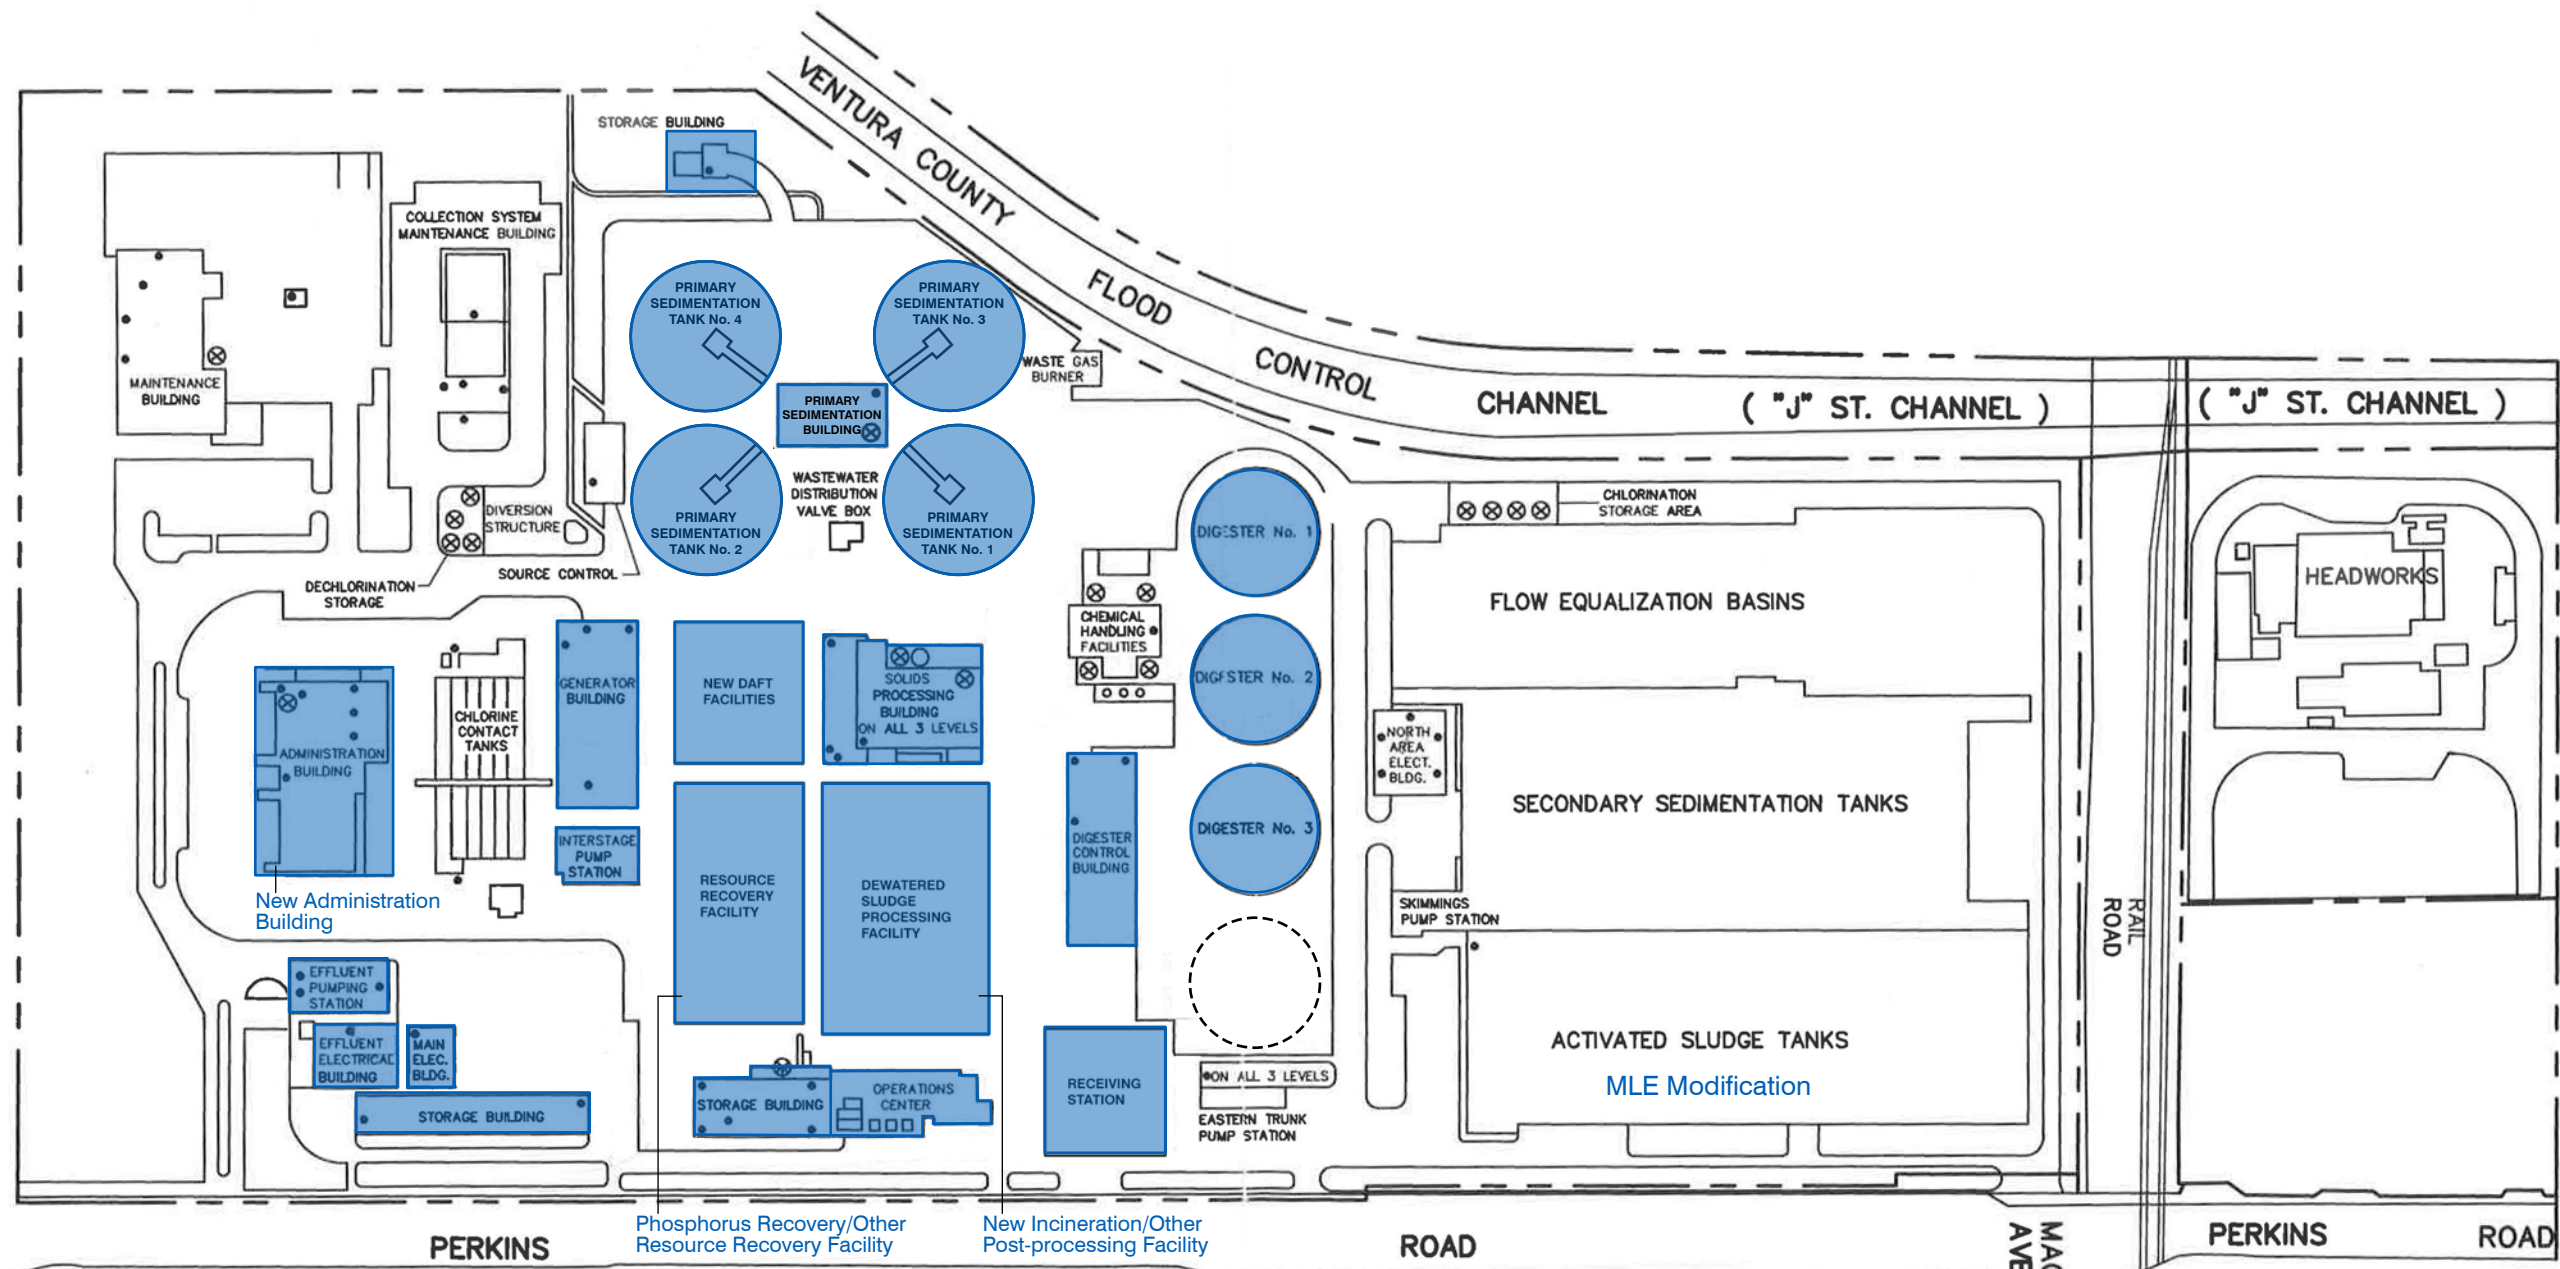 VENTURA COUNTY
FLOOD
CONTROL
CHANNEL
( "J" ST. CHANNEL )
( "J" ST. CHANNEL )
STORAGE BUILDING
COLLECTION SYSTEM
MAINTENANCE BUILDING
MAINTENANCE
BUILDING
PRIMARY
SEDIMENTATION
TANK No. 4
PRIMARY
SEDIMENTATION
TANK No. 3
WASTE GAS
BURNER
PRIMARY
SEDIMENTATION
BUILDING
PRIMARY
SEDIMENTATION
TANK No. 2
WASTEWATER
DISTRIBUTION
VALVE BOX
PRIMARY
SEDIMENTATION
TANK No. 1
DIVERSION
STRUCTURE
DECHLORINATION
STORAGE
SOURCE CONTROL
CHLORINATION
STORAGE AREA
DIGESTER No. 1
FLOW EQUALIZATION BASINS
HEADWORKS
CHEMICAL
HANDLING
FACILITIES
DIGESTER No. 2
GENERATOR
BUILDING
NEW DAFT
FACILITIES
SOLIDS
PROCESSING
BUILDING
ON ALL 3 LEVELS
CHLORINE
CONTACT
TANKS
ADMINISTRATION
BUILDING
NORTH
AREA
ELECT.
BLDG.
SECONDARY SEDIMENTATION TANKS
DIGESTER No. 3
INTERSTAGE
PUMP
STATION
DIGESTER
CONTROL
BUILDING
RESOURCE
RECOVERY
FACILITY
DEWATERED
SLUDGE
PROCESSING
FACILITY
New Administration
Building
SKIMMINGS
PUMP STATION
RAIL
ROAD
EFFLUENT
PUMPING
STATION
EFFLUENT
ELECTRICAL
BUILDING
MAIN
ELEC.
BLDG.
STORAGE BUILDING
STORAGE BUILDING
OPERATIONS
CENTER
RECEIVING
STATION
ON ALL 3 LEVELS
EASTERN TRUNK
PUMP STATION
ACTIVATED SLUDGE TANKS
MLE Modification
Phosphorus Recovery/Other
Resource Recovery Facility
New Incineration/Other
Post-processing Facility
PERKINS
ROAD
AVE
PERKINS
ROAD